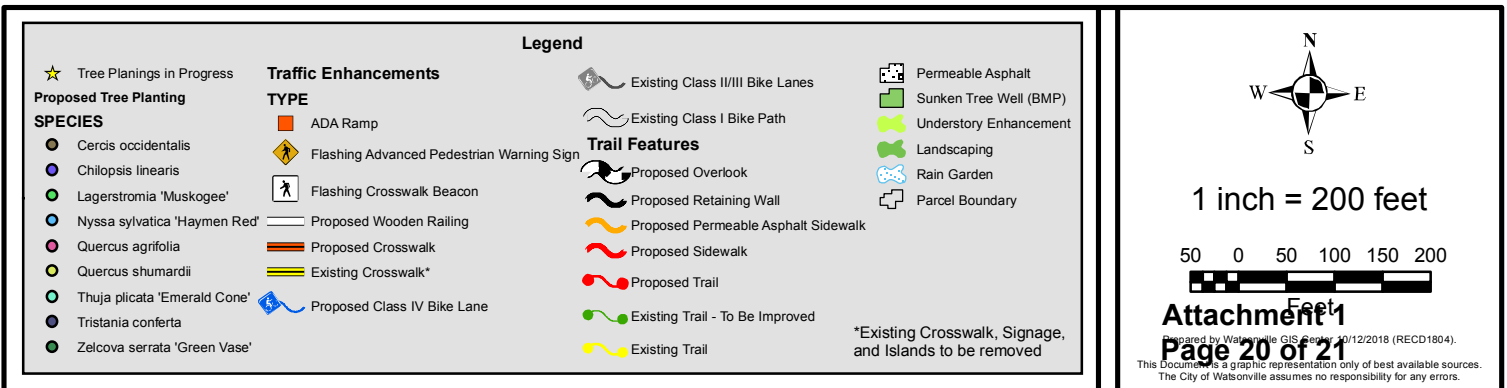 Legend
Tree Planings in Progress
Proposed Tree Planting
SPECIES
Cercis occidentalis
Chilopsis linearis
Lagerstromia 'Muskogee'
Nyssa sylvatica 'Haymen Red'
Quercus agrifolia
Quercus shumardii
Thuja plicata 'Emerald Cone'
Tristania conferta
Zelcova serrata 'Green Vase'
Traffic Enhancements
TYPE
ADA Ramp
Flashing Advanced Pedestrian Warning Sign
Flashing Crosswalk Beacon
Proposed Wooden Railing
Proposed Crosswalk
Existing Crosswalk*
Proposed Class IV Bike Lane
Existing Class II/III Bike Lanes
Existing Class I Bike Path
Trail Features
Proposed Overlook
Proposed Retaining Wall
Proposed Permeable Asphalt Sidewalk
Proposed Sidewalk
Proposed Trail
Existing Trail - To Be Improved
Existing Trail
Permeable Asphalt
Sunken Tree Well (BMP)
Understory Enhancement
Landscaping
Rain Garden
Parcel Boundary
*Existing Crosswalk, Signage,
and Islands to be removed
N
W E
S
1 inch = 200 feet
50 0 50 100 150 200
Feet
Attachment 1
Prepared by Watsonville GIS Center 10/12/2018 (RECD1804).
Page 20 of 21
This Document is a graphic representation only of best available sources.
The City of Watsonville assumes no responsibility for any errors.